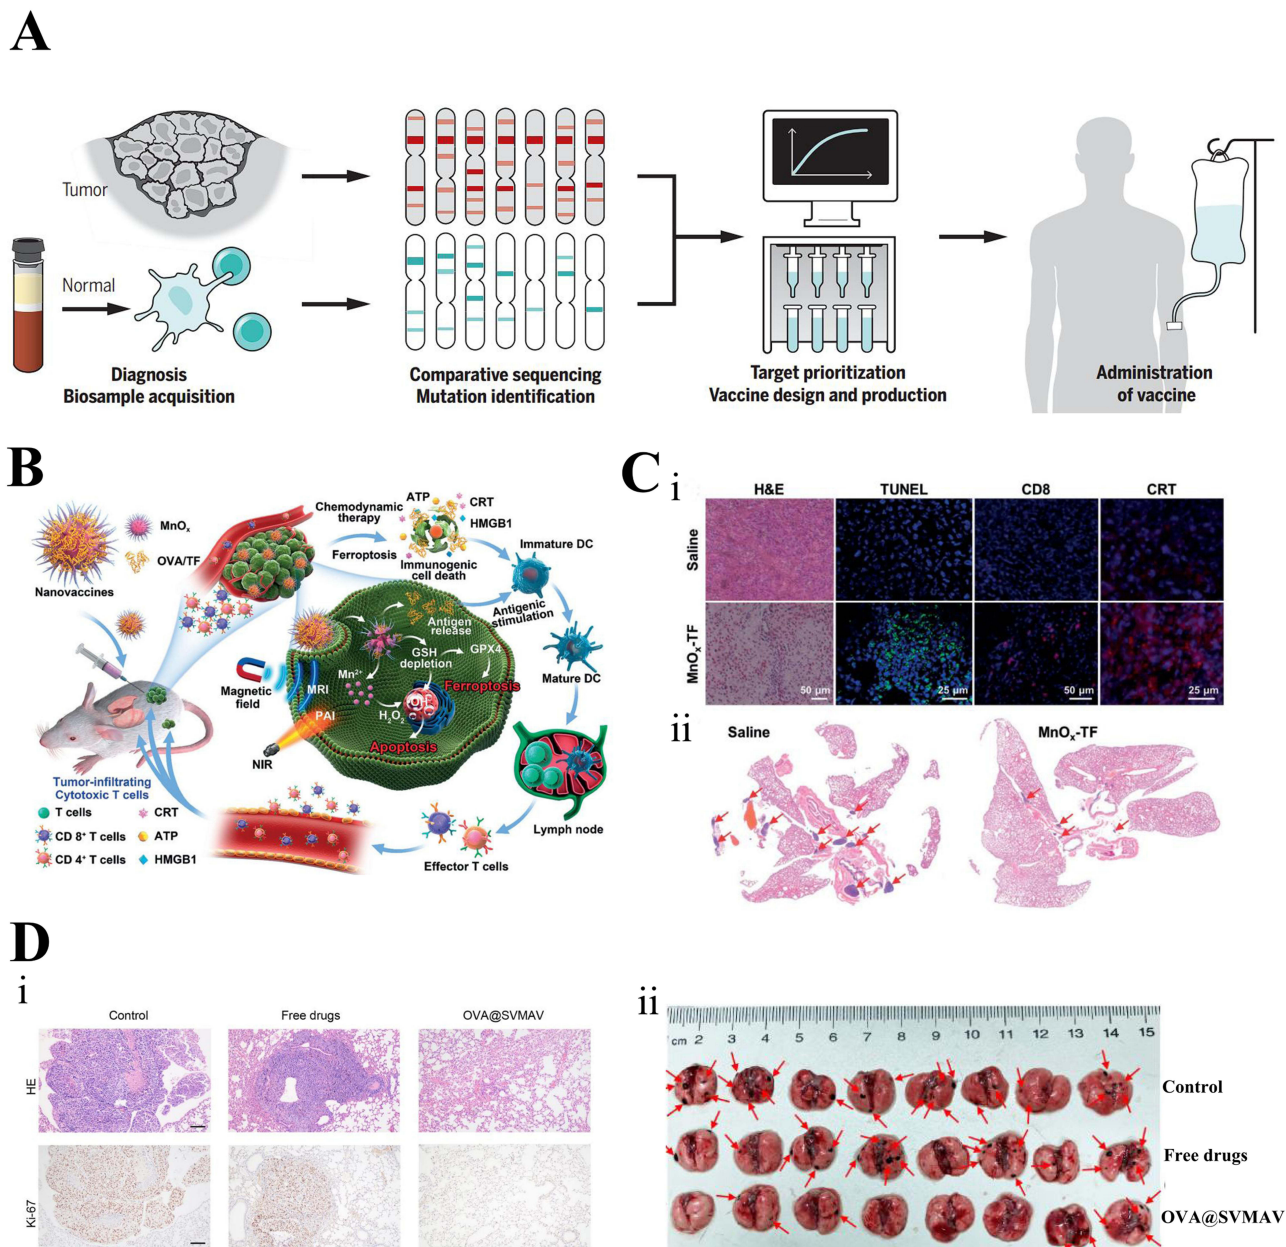 A
Tumor
Normal
Diagnosis
Biosample acquisition
Comparative sequencing
Mutation identification
Target prioritization
Vaccine design and production
Administration
of vaccine
B
MnOx
OVA/TF
Nanovaccines
Chemodynamic
therapy
Ferroptosis
ATP
CRT
HMGB1
Immunogenic
cell death
Immature DC
Antigenic
stimulation
Mature DC
Antigen
release
GSH
depletion
GPX4
Ferroptosis
Mn2+
H2O2
•OH
Apoptosis
Magnetic
field
MRI
PAI
NIR
Lymph node
Effector T cells
Tumor-infiltrating
Cytotoxic T cells
T cells
CRT
CD 8+ T cells
ATP
CD 4+ T cells
HMGB1
C
i
H&E
TUNEL
CD8
CRT
Saline
MnOx-TF
50 μm
25 μm
50 μm
25 μm
ii
Saline
MnOx-TF
D
i
Control
Free drugs
OVA@SVMAV
HE
Ki-67
ii
cm 2 3 4 5 6 7 8 9 10 11 12 13 14 15
Control
Free drugs
OVA@SVMAV